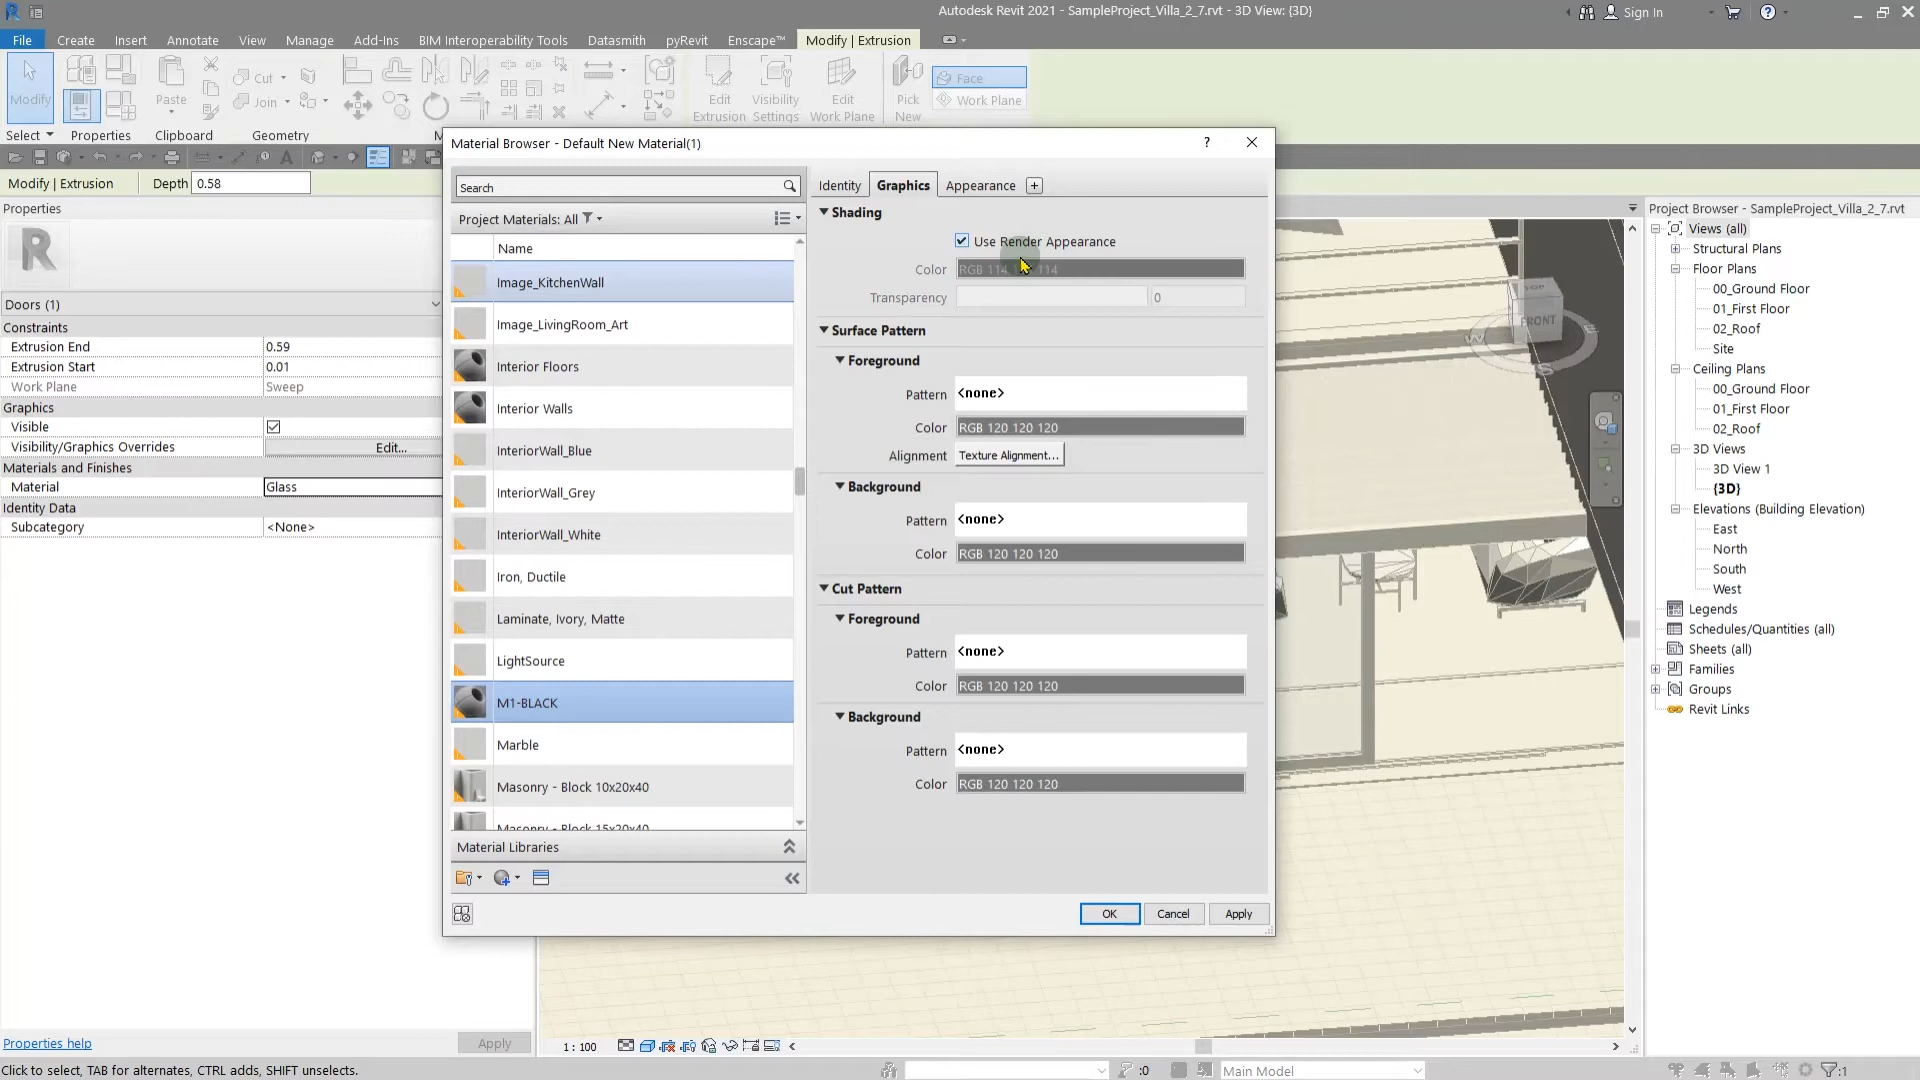 Autodesk Revit 2021 - SampleProject_Villa_2_7.rvt - 3D View: {3D}
Sign In
File Create Insert Annotate View Manage Add-Ins BIM Interoperability Tools Datasmith pyRevit Enscape™ Modify | Extrusion
Modify
Paste
Cut
Join
Edit Extrusion
Visibility Settings
Edit Work Plane
Pick New
Face
Work Plane
Select Properties Clipboard Geometry
Modify | Extrusion Depth 0.58
Properties
Doors (1)
Constraints
Extrusion End 0.59
Extrusion Start 0.01
Work Plane Sweep
Graphics
Visible
Visibility/Graphics Overrides Edit...
Materials and Finishes
Material Glass
Identity Data
Subcategory <None>
Properties help Apply
Material Browser - Default New Material(1)
Search
Project Materials: All
Name
Image_KitchenWall
Image_LivingRoom_Art
Interior Floors
Interior Walls
InteriorWall_Blue
InteriorWall_Grey
InteriorWall_White
Iron, Ductile
Laminate, Ivory, Matte
LightSource
M1-BLACK
Marble
Masonry - Block 10x20x40
Masonry - Block 15x20x40
Material Libraries
Identity Graphics Appearance
Shading
Use Render Appearance
Color RGB 114 114
Transparency 0
Surface Pattern
Foreground
Pattern <none>
Color RGB 120 120 120
Alignment Texture Alignment...
Background
Pattern <none>
Color RGB 120 120 120
Cut Pattern
Foreground
Pattern <none>
Color RGB 120 120 120
Background
Pattern <none>
Color RGB 120 120 120
OK Cancel Apply
TOP
FRONT
W
S
E
Project Browser - SampleProject_Villa_2_7.rvt
Views (all)
Structural Plans
Floor Plans
00_Ground Floor
01_First Floor
02_Roof
Site
Ceiling Plans
00_Ground Floor
01_First Floor
02_Roof
3D Views
3D View 1
{3D}
Elevations (Building Elevation)
East
North
South
West
Legends
Schedules/Quantities (all)
Sheets (all)
Families
Groups
Revit Links
1 : 100
Click to select, TAB for alternates, CTRL adds, SHIFT unselects.
:0
Main Model
:1